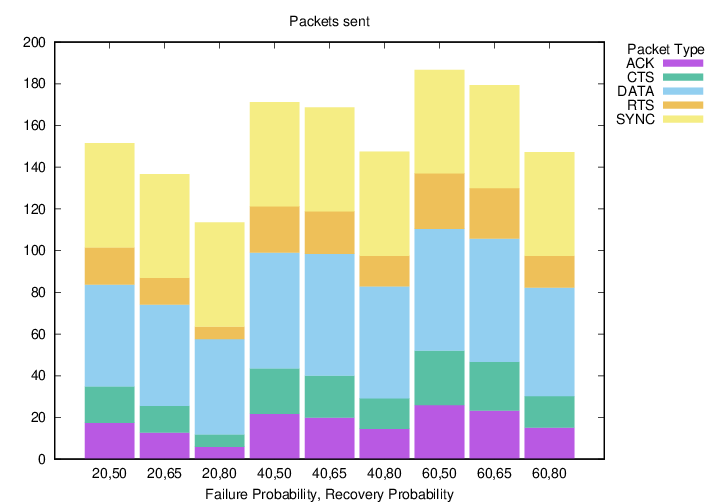 Packets sent
200
180
160
140
120
100
80
60
40
20
0
Packet Type
ACK
CTS
DATA
RTS
SYNC
20,50 20,65 20,80 40,50 40,65 40,80 60,50 60,65 60,80
Failure Probability, Recovery Probability